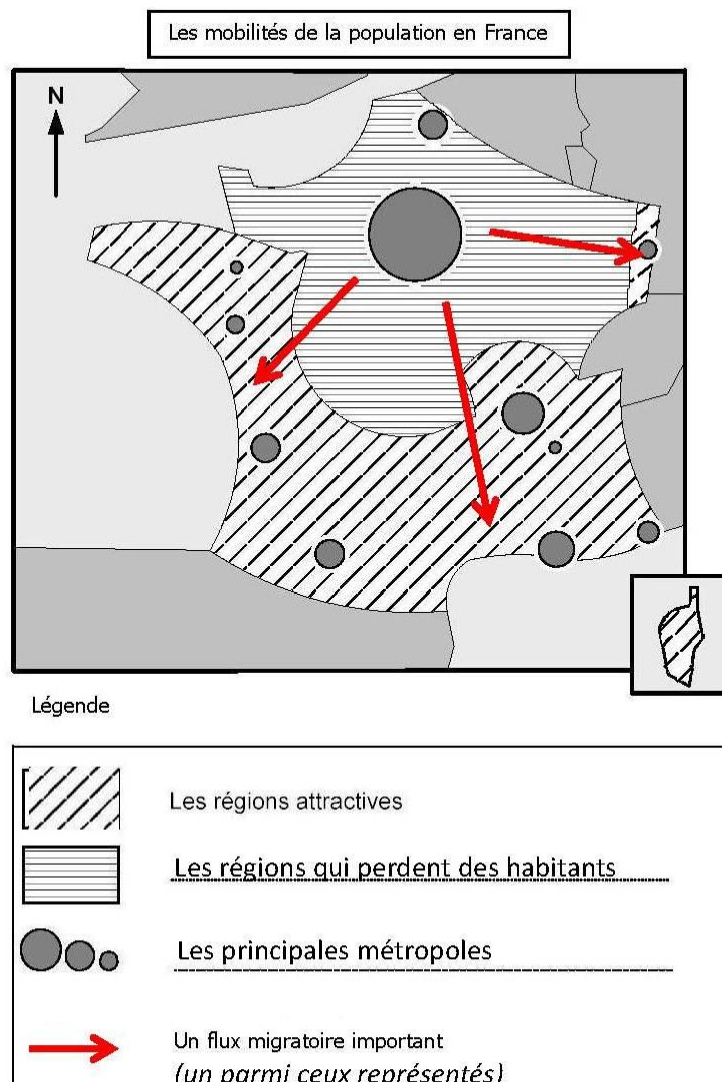 Les mobilités de la population en France
N
Légende
Les régions attractives
Les régions qui perdent des habitants
Les principales métropoles
Un flux migratoire important
(un parmi ceux représentés)